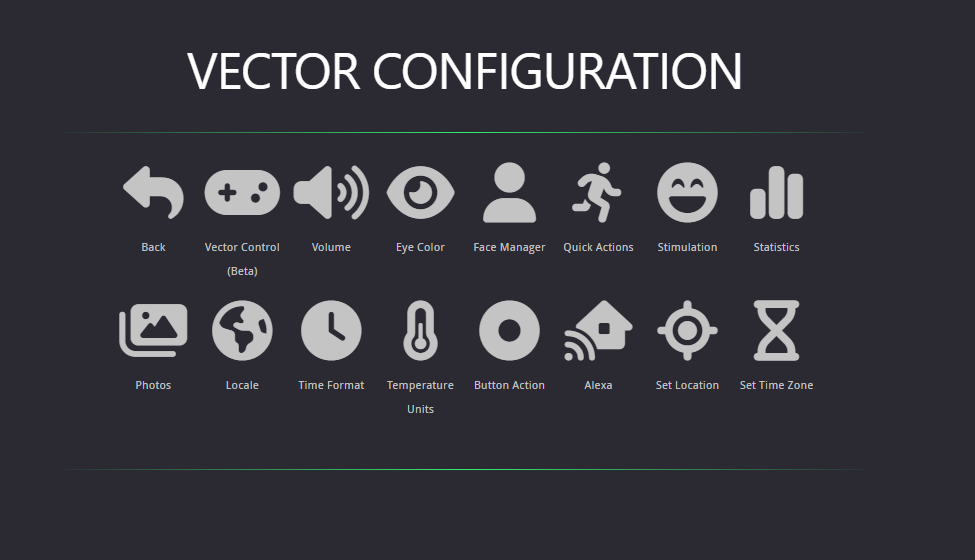 VECTOR CONFIGURATION
Back
Vector Control
(Beta)
Volume
Eye Color
Face Manager
Quick Actions
Stimulation
Statistics
Photos
Locale
Time Format
Temperature
Units
Button Action
Alexa
Set Location
Set Time Zone